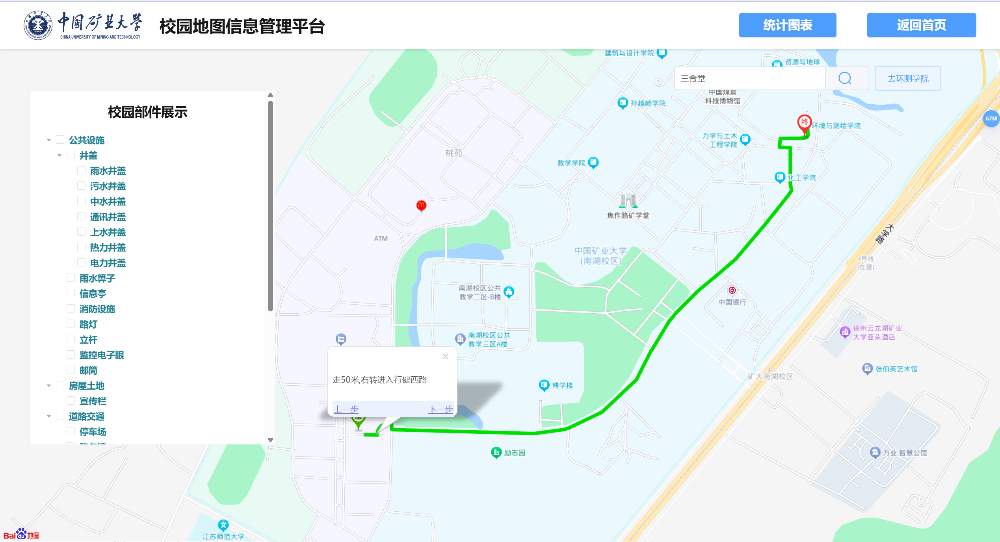 中国矿业大学
CHINA UNIVERSITY OF MINING AND TECHNOLOGY
1909
校园地图信息管理平台
统计图表
返回首页
建筑与设计学院
资源与地球
三食堂
去环测学院
中国煤炭
科技博物馆
孙越崎学院
67M
终
环境与测绘学院
力学与土木
工程学院
桃苑
数学学院
化工学院
焦作路矿学堂
ATM
大学路
中国矿业大学
(南湖校区)
4号线
(在建)
南湖校区公共
教学二区-B楼
中国银行
徐州云龙湖矿业
大学亚朵酒店
南湖校区公共
教学三区A楼
张伯英艺术馆
矿大南湖校区
博学楼
走50米,右转进入行健西路
上一步
下一步
励志园
万业·智慧公馆
文
江苏师范大学
Bai du 地图
校园部件展示
公共设施
井盖
雨水井盖
污水井盖
中水井盖
通讯井盖
上水井盖
热力井盖
电力井盖
雨水箅子
信息亭
消防设施
路灯
立杆
监控电子眼
邮筒
房屋土地
宣传栏
道路交通
停车场